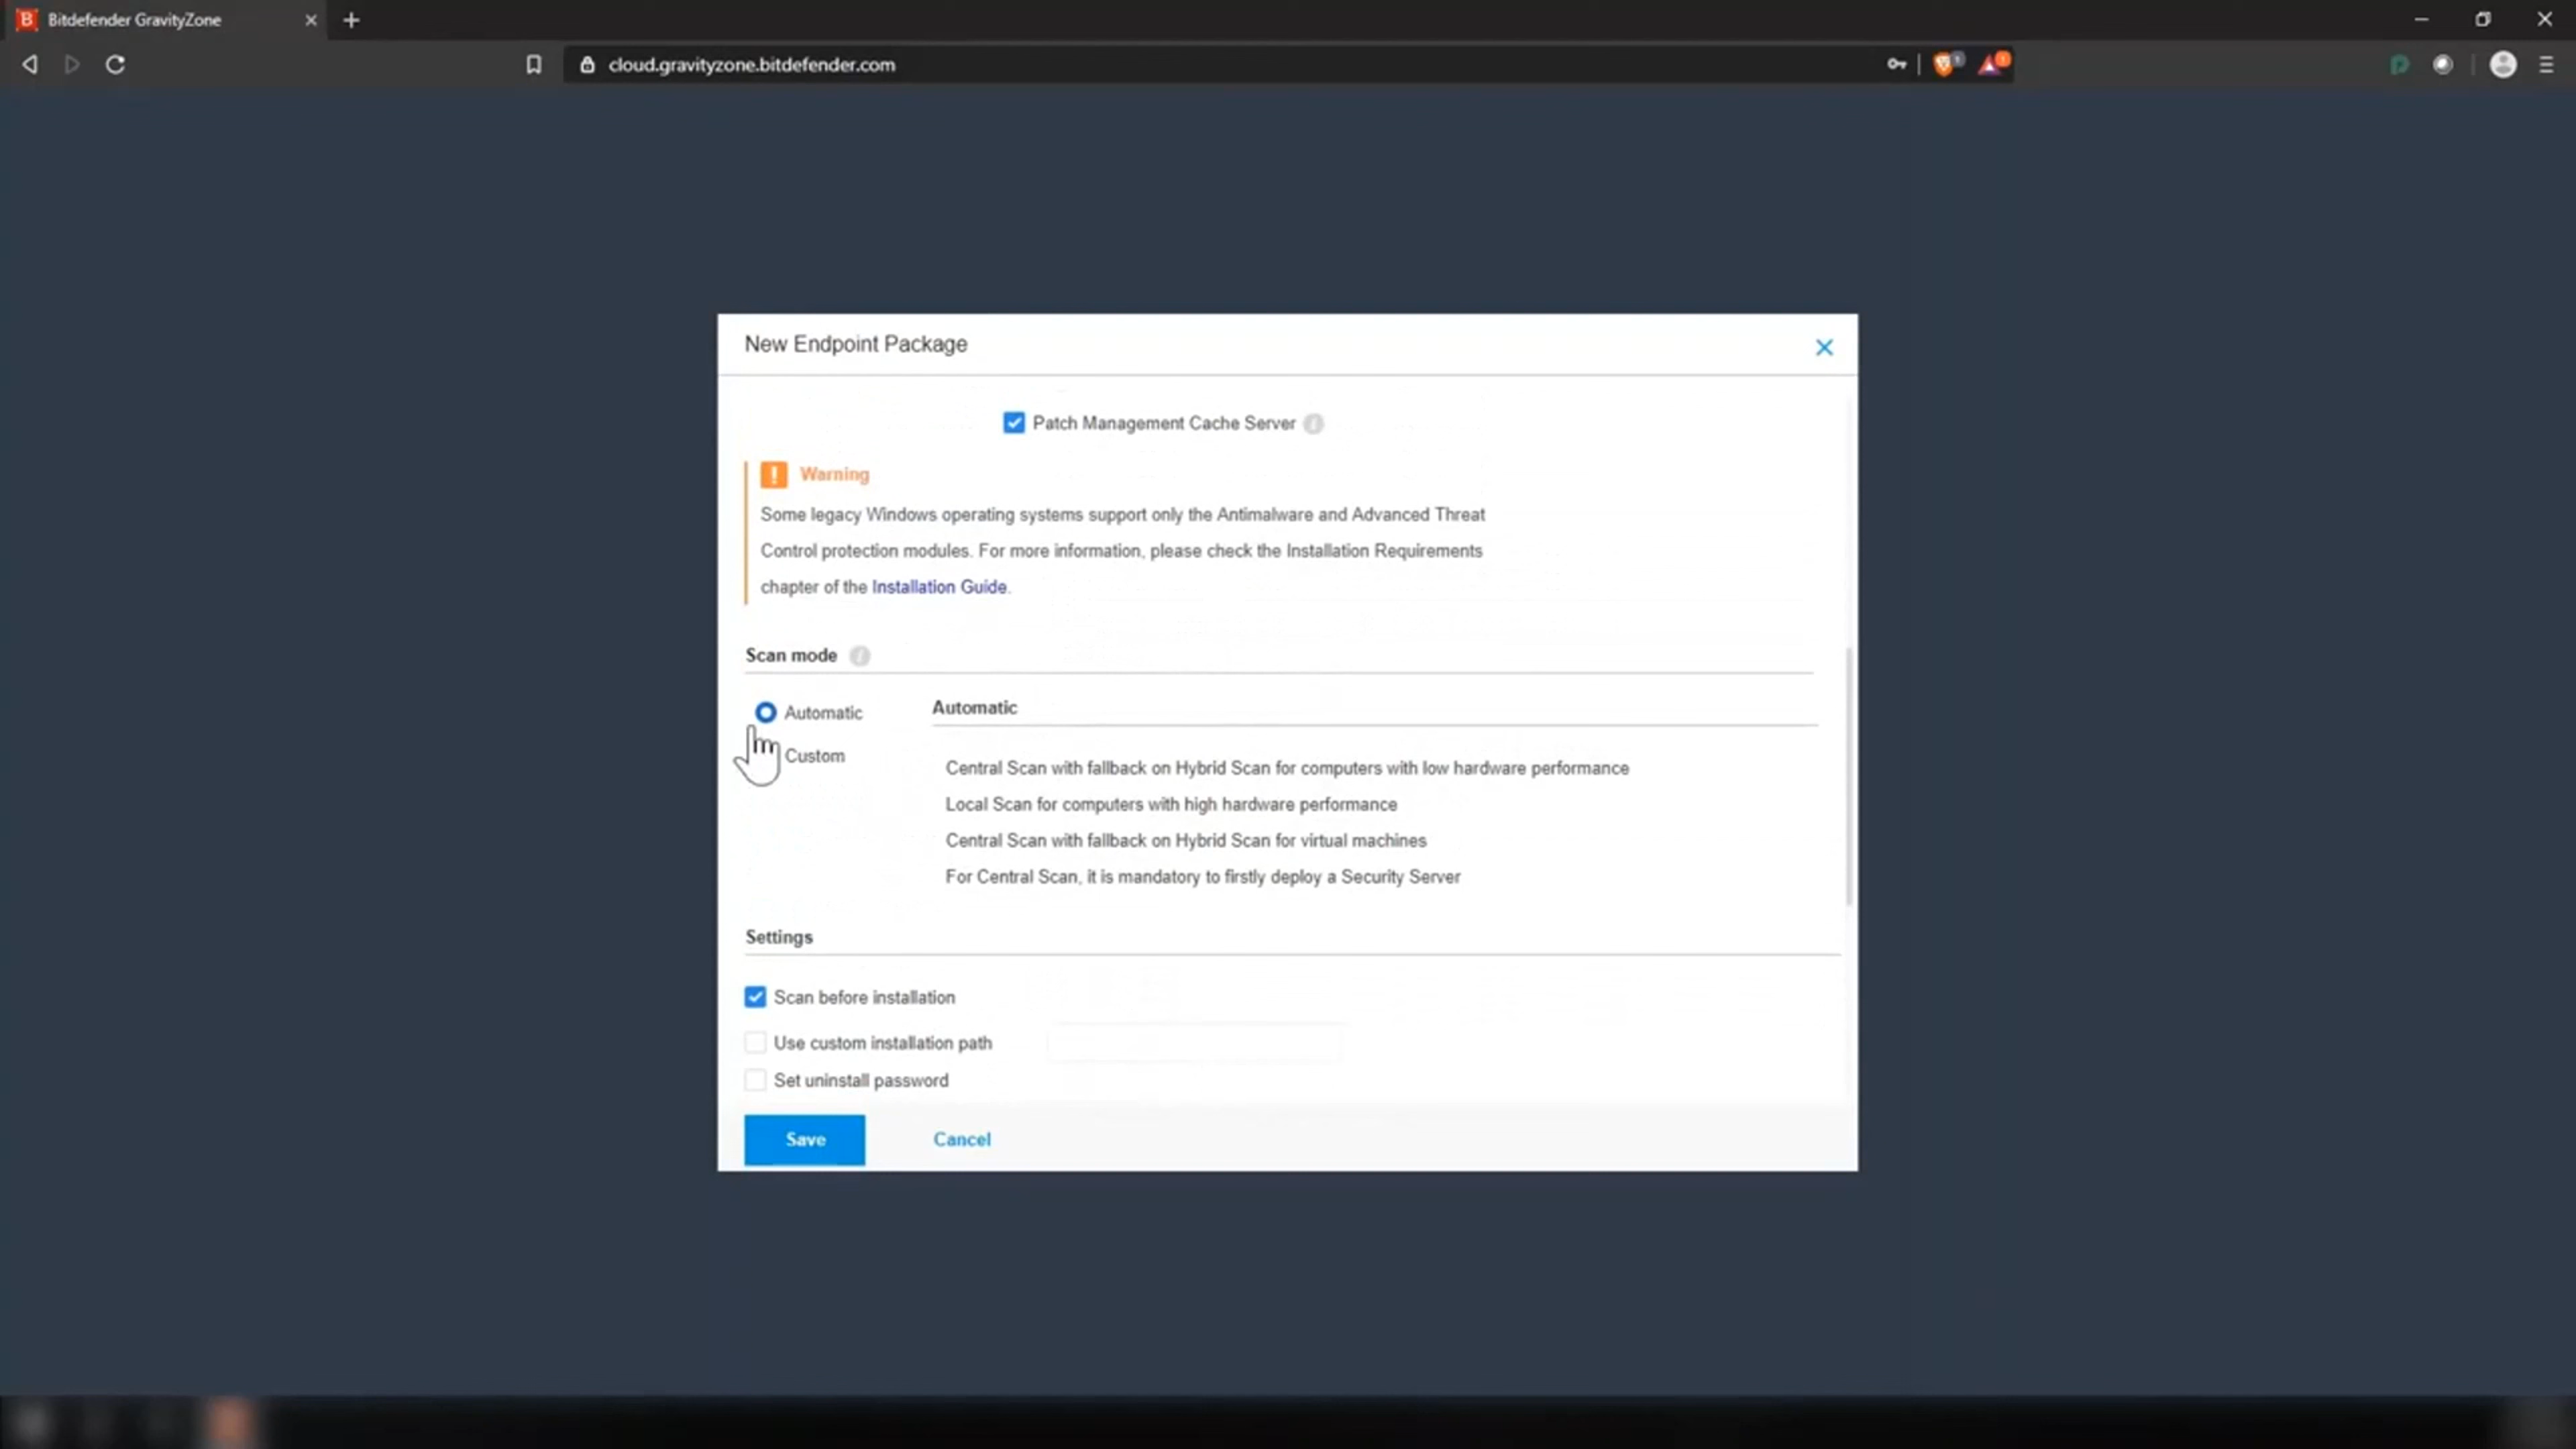 Bitdefender GravityZone
cloud.gravityzone.bitdefender.com
New Endpoint Package
Patch Management Cache Server
Warning
Some legacy Windows operating systems support only the Antimalware and Advanced Threat
Control protection modules. For more information, please check the Installation Requirements
chapter of the Installation Guide.
Scan mode
Automatic
Custom
Automatic
Central Scan with fallback on Hybrid Scan for computers with low hardware performance
Local Scan for computers with high hardware performance
Central Scan with fallback on Hybrid Scan for virtual machines
For Central Scan, it is mandatory to firstly deploy a Security Server
Settings
Scan before installation
Use custom installation path
Set uninstall password
Save
Cancel